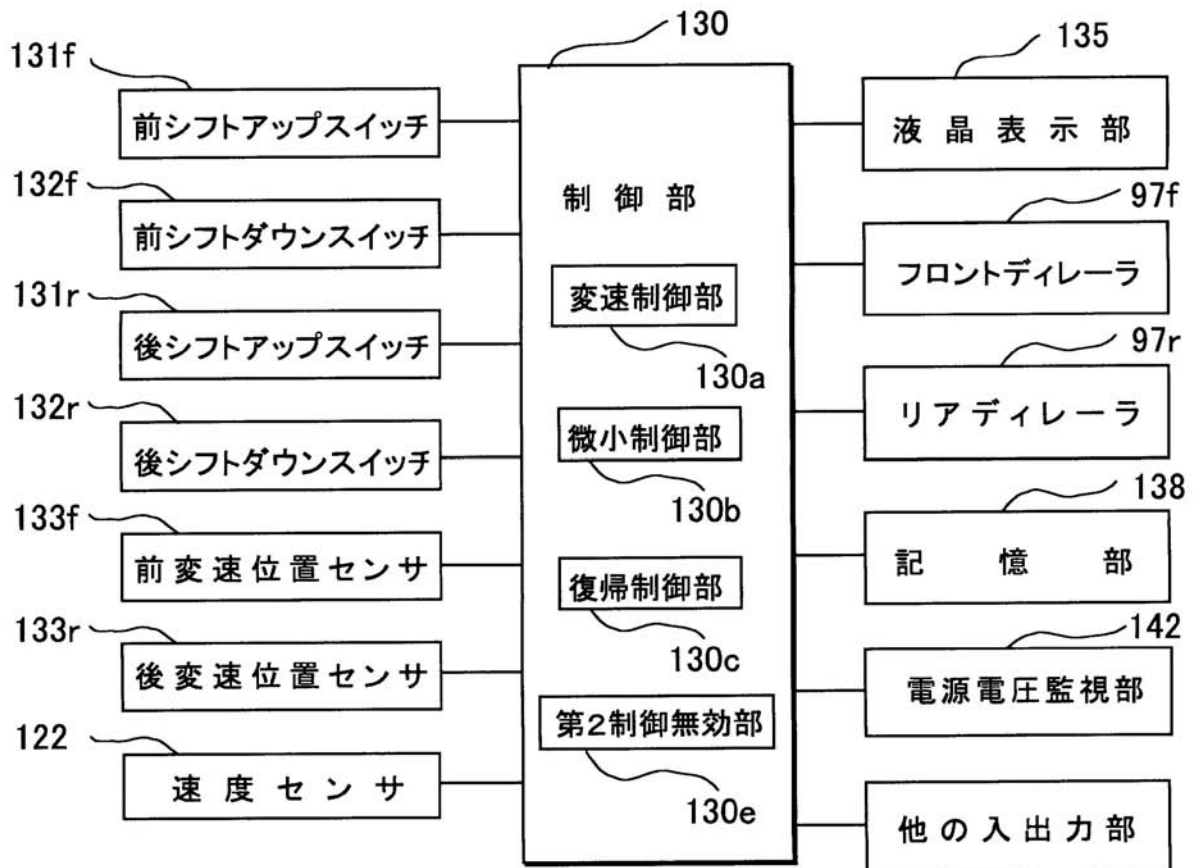 131f
前シフトアップスイッチ
132f
前シフトダウンスイッチ
131r
後シフトアップスイッチ
132r
後シフトダウンスイッチ
133f
前変速位置センサ
133r
後変速位置センサ
122
速度センサ
130
制御部
変速制御部
130a
微小制御部
130b
復帰制御部
130c
第2制御無効部
130e
135
液晶表示部
97f
フロントディレーラ
97r
リアディレーラ
138
記憶部
142
電源電圧監視部
他の入出力部